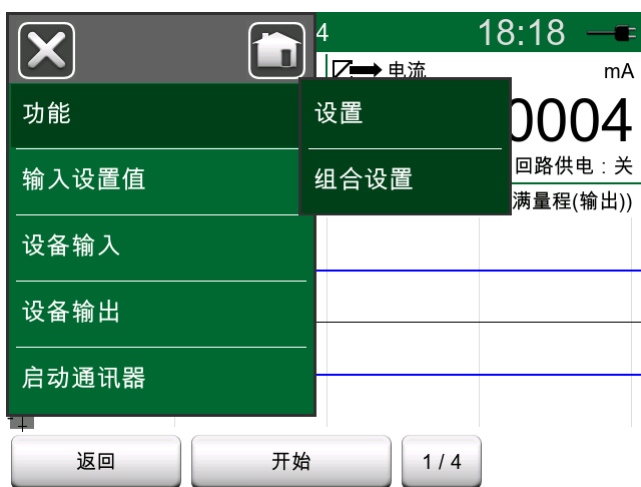 4 18:18
电流 mA
功能 设置 0004
输入设置值 组合设置 回路供电 : 关
满量程(输出))
设备输入
设备输出
启动通讯器
返回 开始 1 / 4